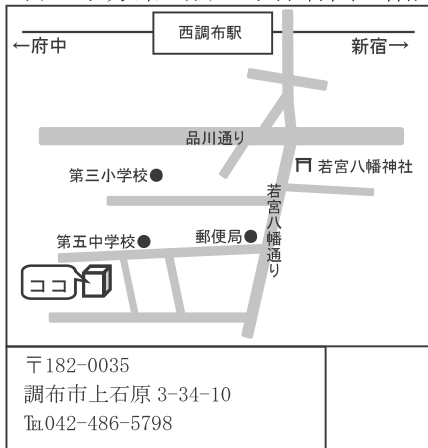 西調布駅
←府中
新宿→
品川通り
若宮八幡神社
第三小学校
若宮八幡通り
郵便局
第五中学校
ココ
〒182-0035
調布市上石原 3-34-10
℡042-486-5798